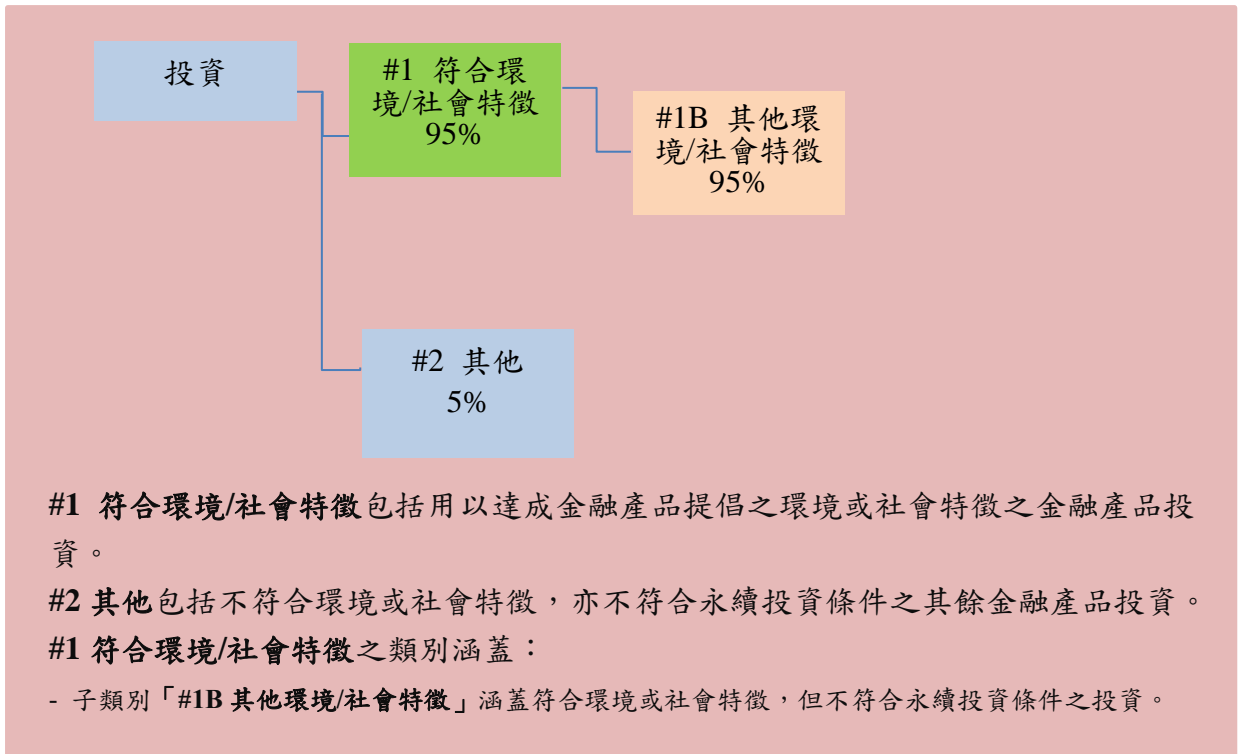 投資
#1 符合環
境/社會特徵
95%
#1B 其他環
境/社會特徵
95%
#2 其他
5%
#1 符合環境/社會特徵包括用以達成金融產品提倡之環境或社會特徵之金融產品投
資。
#2 其他包括不符合環境或社會特徵，亦不符合永續投資條件之其餘金融產品投資。
#1 符合環境/社會特徵之類別涵蓋：
- 子類別「#1B 其他環境/社會特徵」涵蓋符合環境或社會特徵，但不符合永續投資條件之投資。